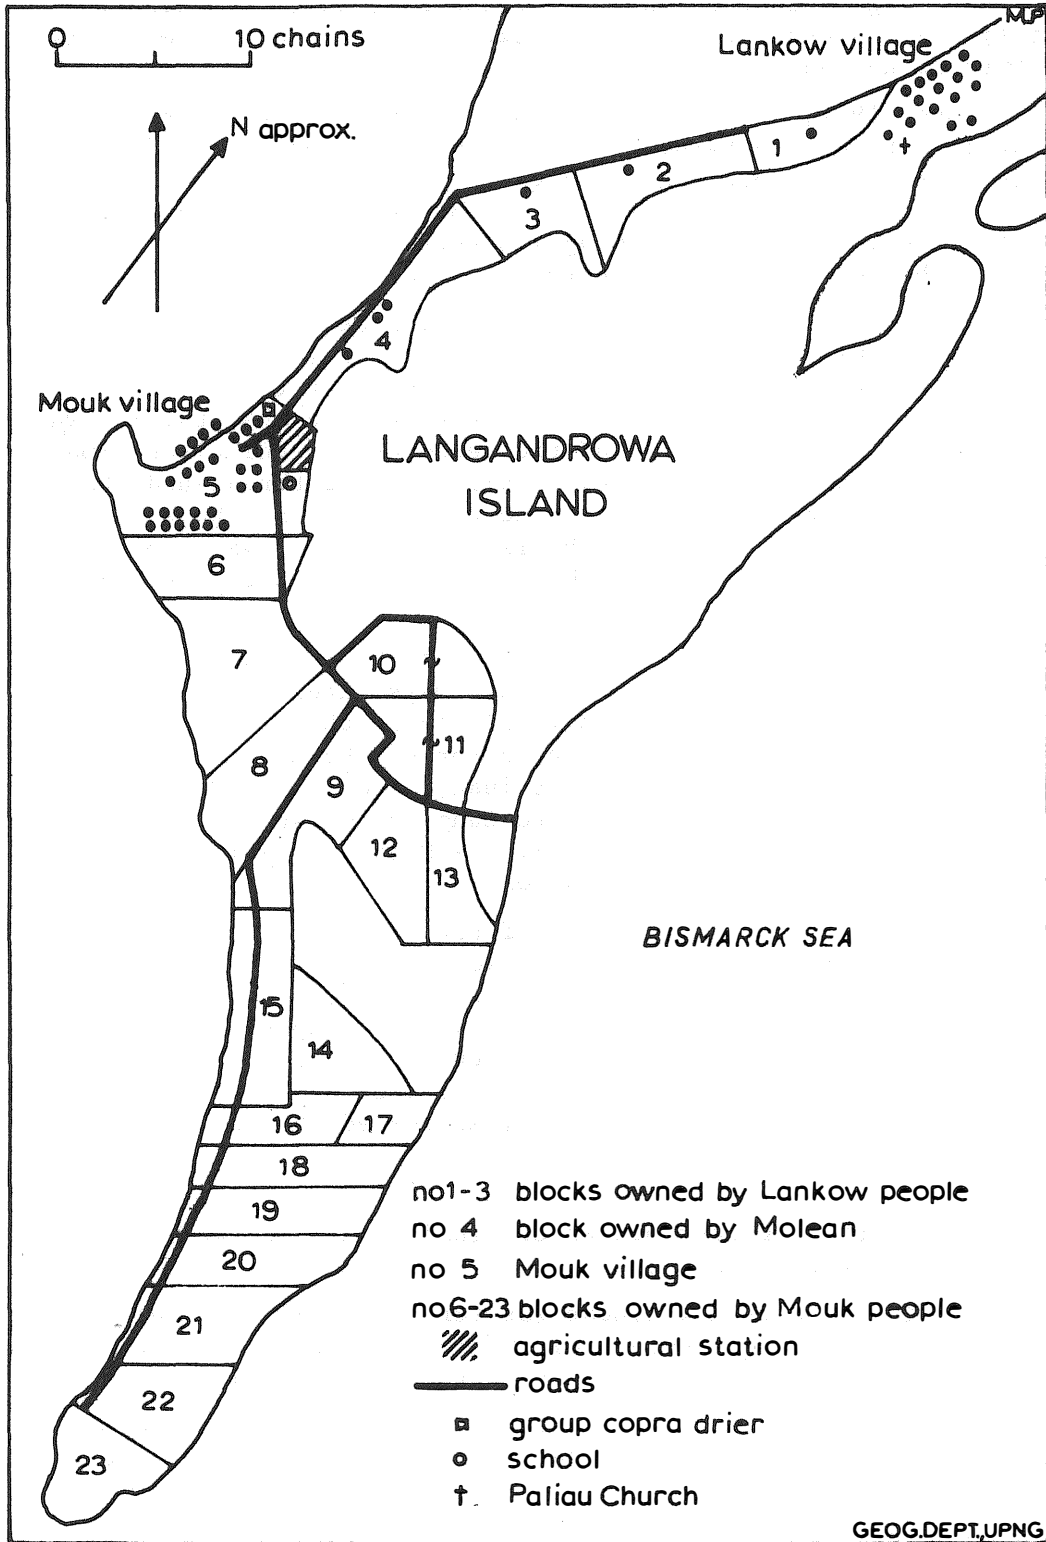 0 10 chains
N approx.
M.P
Lankow village
1
2
3
4
Mouk village
LANGANDROWA
ISLAND
5
6
7
10
8
9
11
12
13
BISMARCK SEA
15
14
16
17
18
19
20
21
22
23
no1-3 blocks owned by Lankow people
no 4 block owned by Molean
no 5 Mouk village
no6-23 blocks owned by Mouk people
agricultural station
roads
group copra drier
school
Paliau Church
GEOG.DEPT.,UPNG